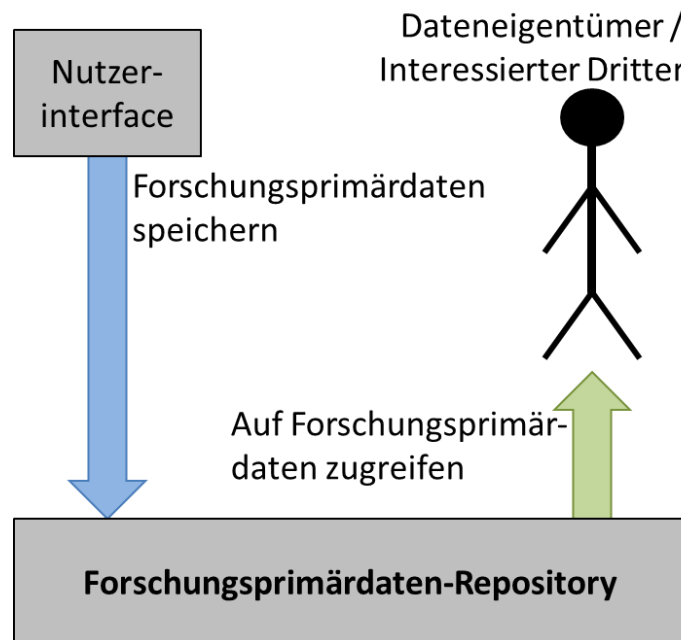 Dateneigentümer /
Interessierter Dritter
Nutzer-
interface
Forschungsprimärdaten
speichern
Auf Forschungsprimär-
daten zugreifen
Forschungsprimärdaten-Repository